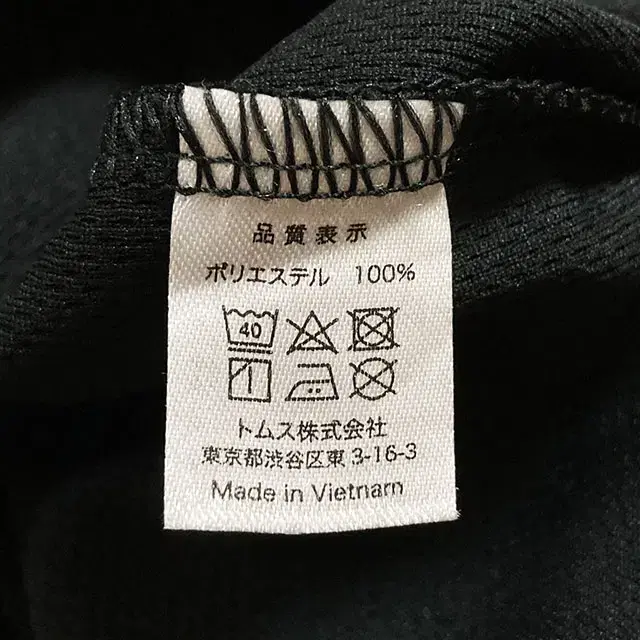 品質表示
ポリエステル 100%
40
トムス株式会社
東京都渋谷区東 3-16-3
Made in Vietnam